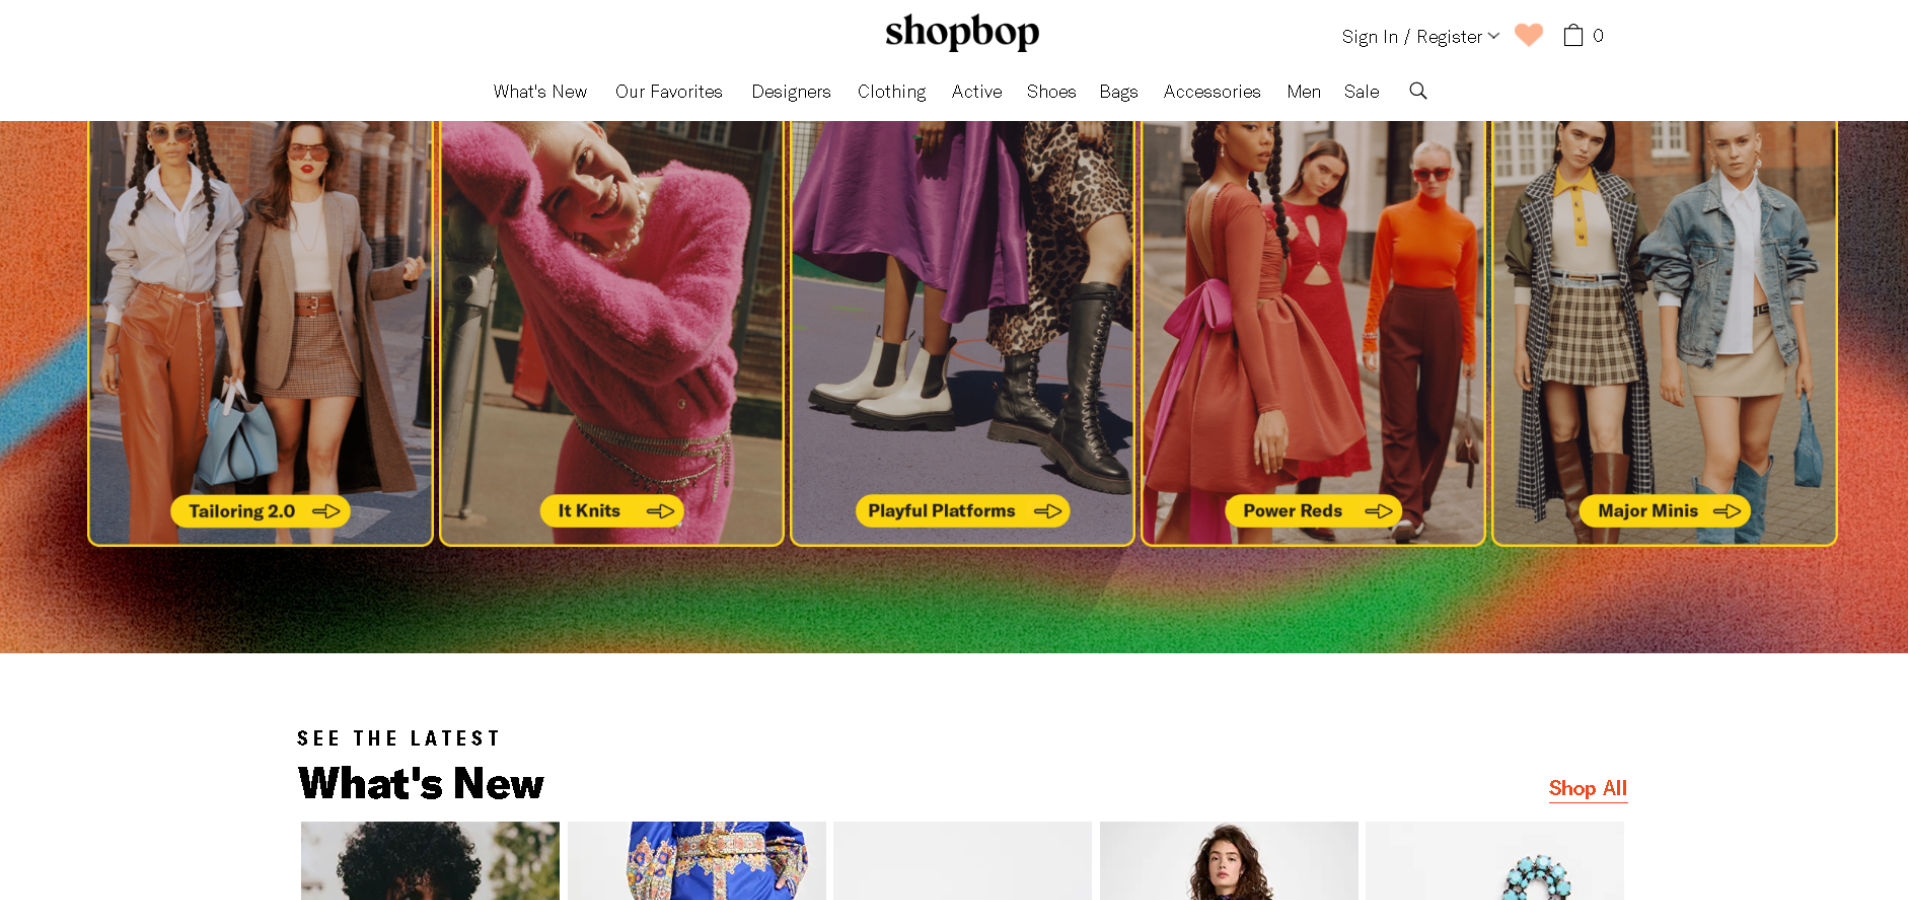 shopbop
Sign In / Register
0
What's New Our Favorites Designers Clothing Active Shoes Bags Accessories Men Sale
Tailoring 2.0
It Knits
Playful Platforms
Power Reds
Major Minis
SEE THE LATEST
What's New
Shop All